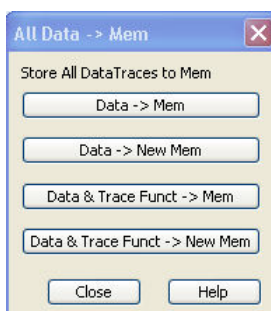 All Data -> Mem
Store All DataTraces to Mem
Data -> Mem
Data -> New Mem
Data & Trace Funct -> Mem
Data & Trace Funct -> New Mem
Close Help